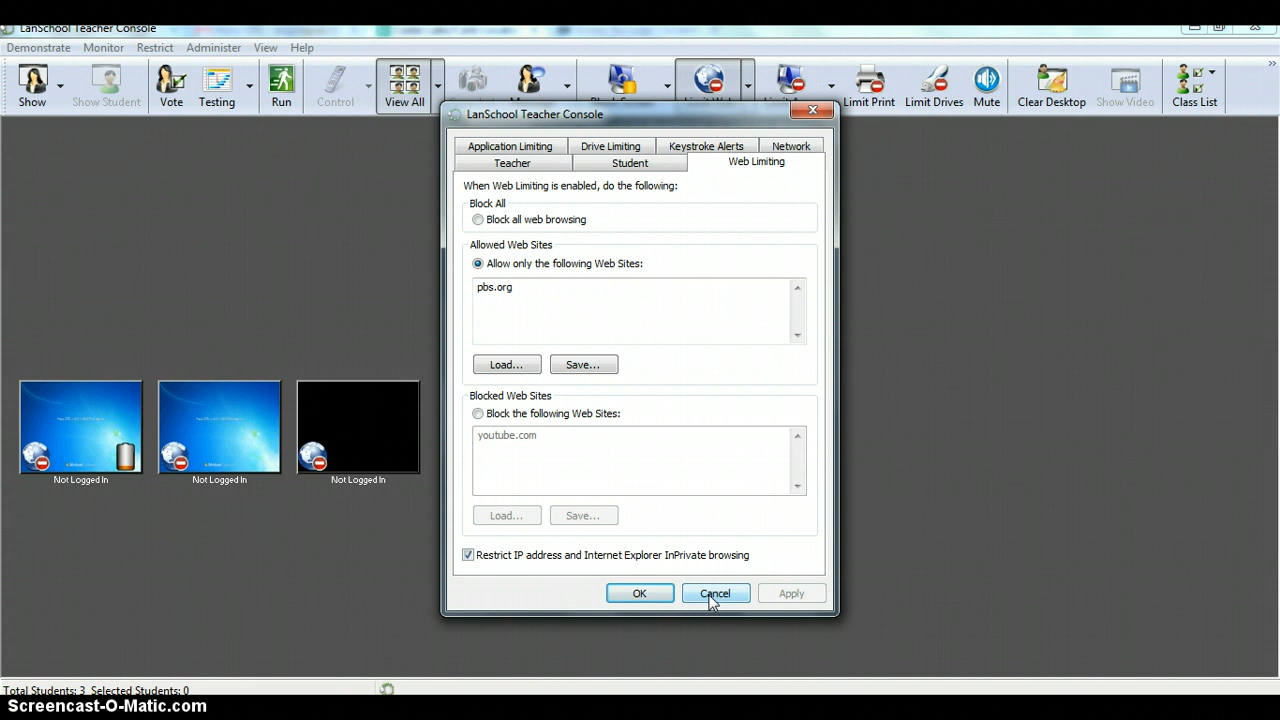 LanSchool Teacher Console
Demonstrate Monitor Restrict Administer View Help
Show Show Student Vote Testing Run Control View All Limit Print Limit Drives Mute Clear Desktop Show Video Class List
LanSchool Teacher Console
Application Limiting Drive Limiting Keystroke Alerts Network
Teacher Student Web Limiting
When Web Limiting is enabled, do the following:
Block All
Block all web browsing
Allowed Web Sites
Allow only the following Web Sites:
pbs.org
Load... Save...
Blocked Web Sites
Block the following Web Sites:
youtube.com
Load... Save...
Restrict IP address and Internet Explorer InPrivate browsing
OK Cancel Apply
Not Logged In Not Logged In Not Logged In
Total Students: 3 Selected Students: 0
Screencast-O-Matic.com